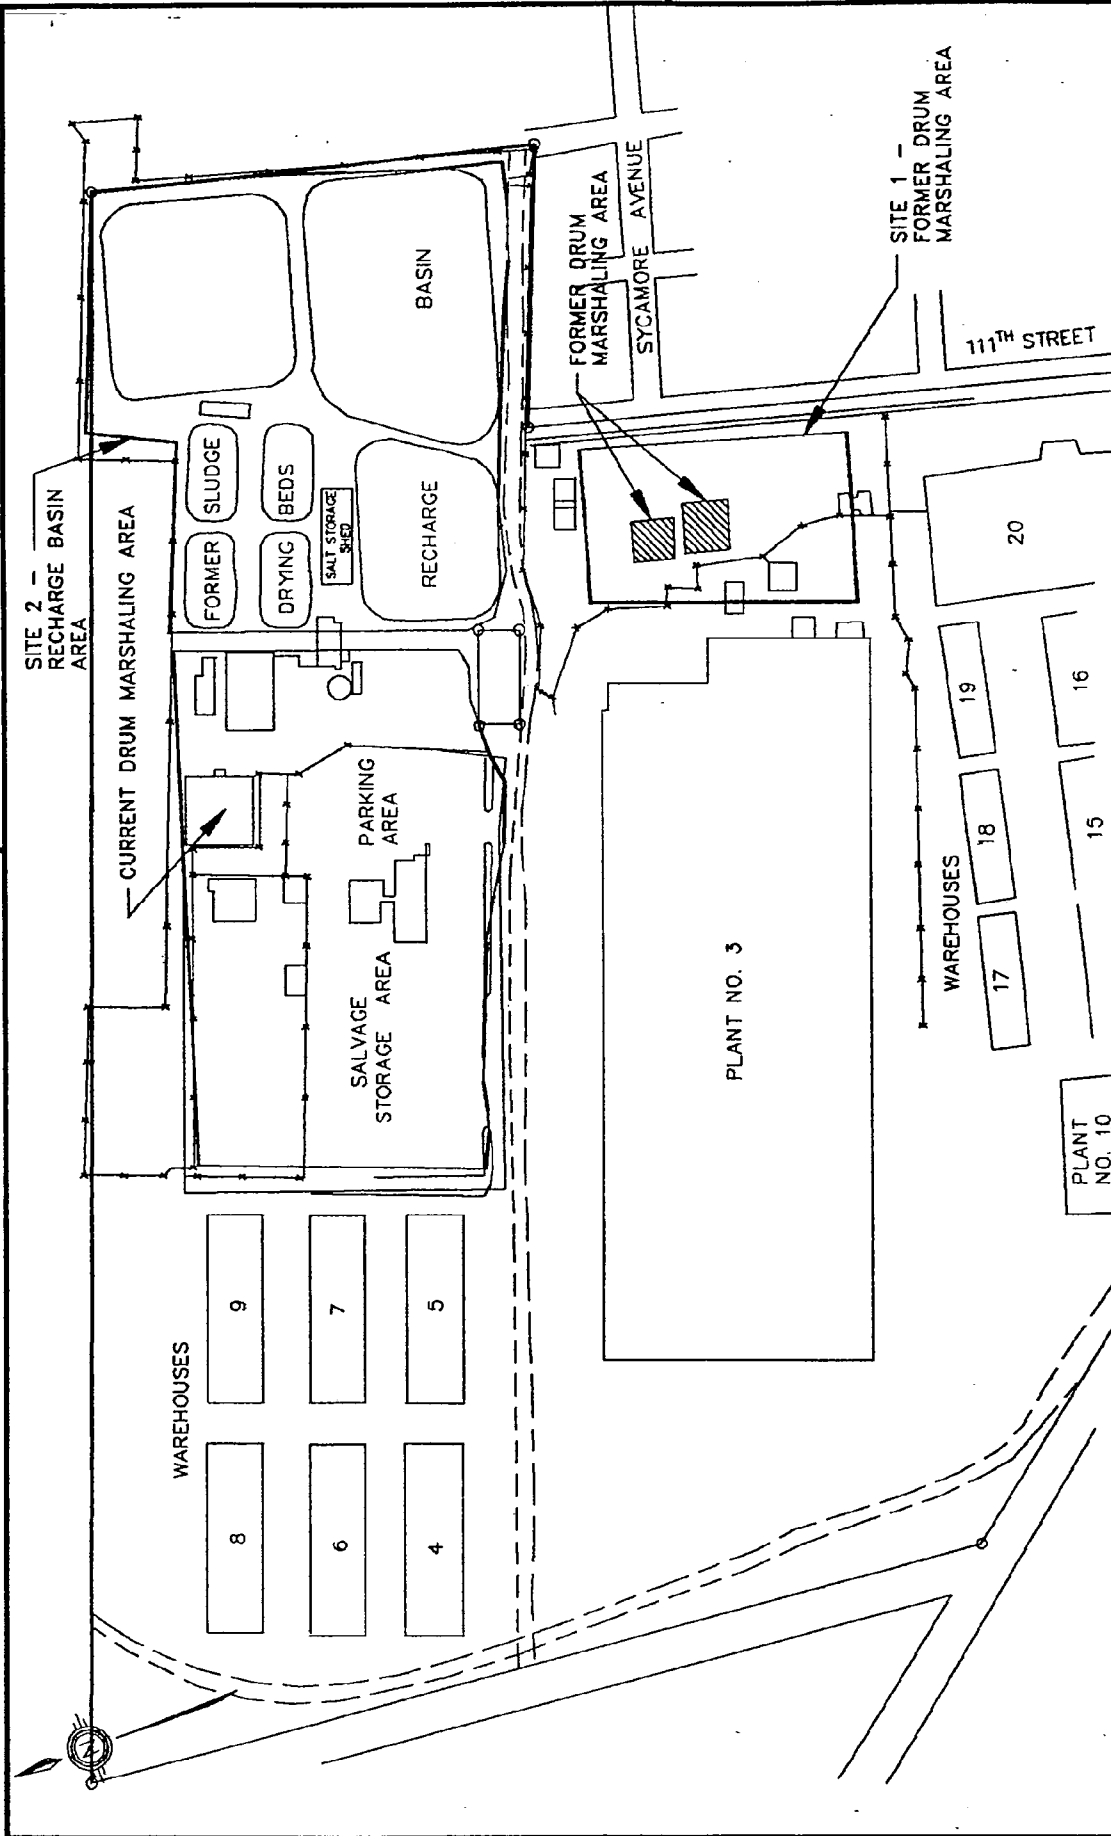 SITE 2 -
RECHARGE BASIN
AREA
CURRENT DRUM MARSHALING AREA
FORMER
SLUDGE
DRYING
BEDS
SALT STORAGE
SHED
RECHARGE
BASIN
PARKING
AREA
SALVAGE
STORAGE AREA
WAREHOUSES
8
9
6
7
4
5
FORMER DRUM
MARSHALING AREA
SYCAMORE AVENUE
SITE 1 -
FORMER DRUM
MARSHALING AREA
111TH STREET
PLANT NO. 3
WAREHOUSES
17
18
19
20
15
16
PLANT
NO. 10
N